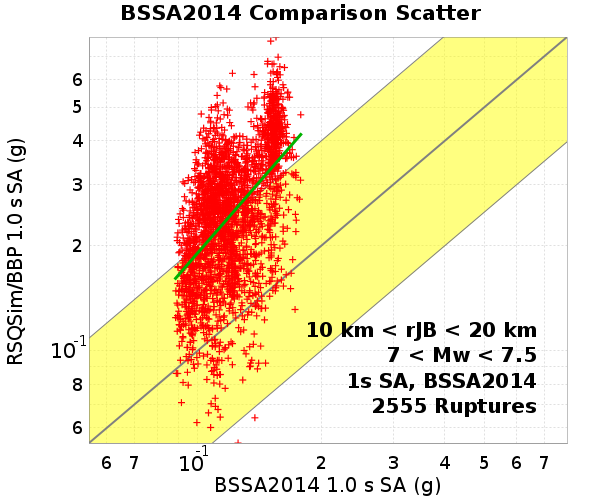 BSSA2014 Comparison Scatter
RSQSim/BBP 1.0 s SA (g)
6
5
4
3
2
10^-1
8
6
10 km < rJB < 20 km
7 < Mw < 7.5
1s SA, BSSA2014
2555 Ruptures
6 7 10^-1 2 3 4 5 6 7
BSSA2014 1.0 s SA (g)